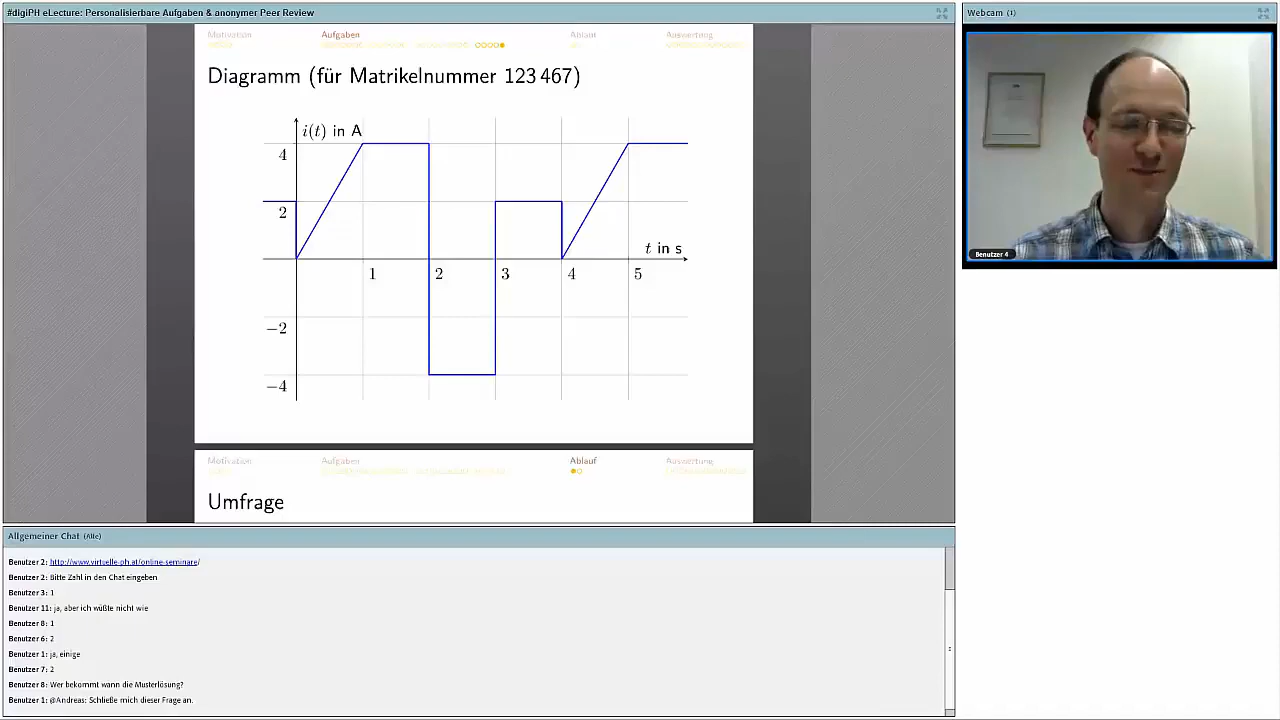 #digiPH eLecture: Personalisierbare Aufgaben & anonymer Peer Review
Motivation Aufgaben Ablauf Auswertung
Diagramm (für Matrikelnummer 123 467)
i(t) in A
4
2
t in s
1 2 3 4 5
−2
−4
Motivation Aufgaben Ablauf Auswertung
Umfrage
Webcam (1)
Benutzer 4
Allgemeiner Chat (Alle)
Benutzer 2: http://www.virtuelle-ph.at/online-seminare/
Benutzer 2: Bitte Zahl in den Chat eingeben
Benutzer 3: 1
Benutzer 11: ja, aber ich wüßte nicht wie
Benutzer 8: 1
Benutzer 6: 2
Benutzer 1: ja, einige
Benutzer 7: 2
Benutzer 8: Wer bekommt wann die Musterlösung?
Benutzer 1: @Andreas: Schließe mich dieser Frage an.